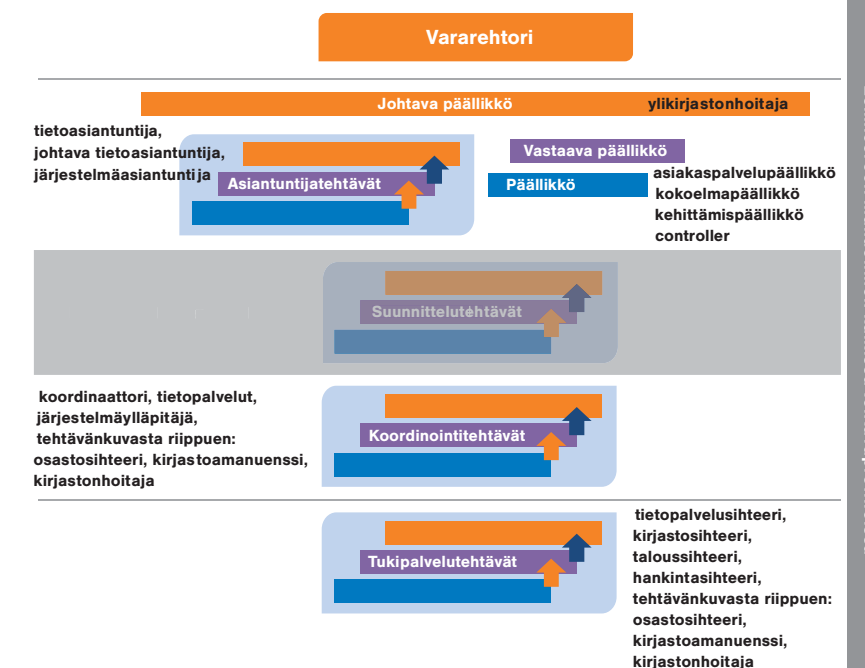 Vararehtori
Johtava päällikkö
ylikirjastonhoitaja
tietoasiantuntija,
johtava tietoasiantuntija,
järjestelmäasiantuntija
Asiantuntijatehtävät
Vastaava päällikkö
Päällikkö
asiakaspalvelupäällikkö
kokoelmapäällikkö
kehittämispäällikkö
controller
Suunnittelutehtävät
koordinaattori, tietopalvelut,
järjestelmäylläpitäjä,
tehtävänkuvasta riippuen:
osastosihteeri, kirjastoamanuenssi,
kirjastonhoitaja
Koordinointitehtävät
Tukipalvelutehtävät
tietopalvelusihteeri,
kirjastosihteeri,
taloussihteeri,
hankintasihteeri,
tehtävänkuvasta riippuen:
osastosihteeri,
kirjastoamanuenssi,
kirjastonhoitaja